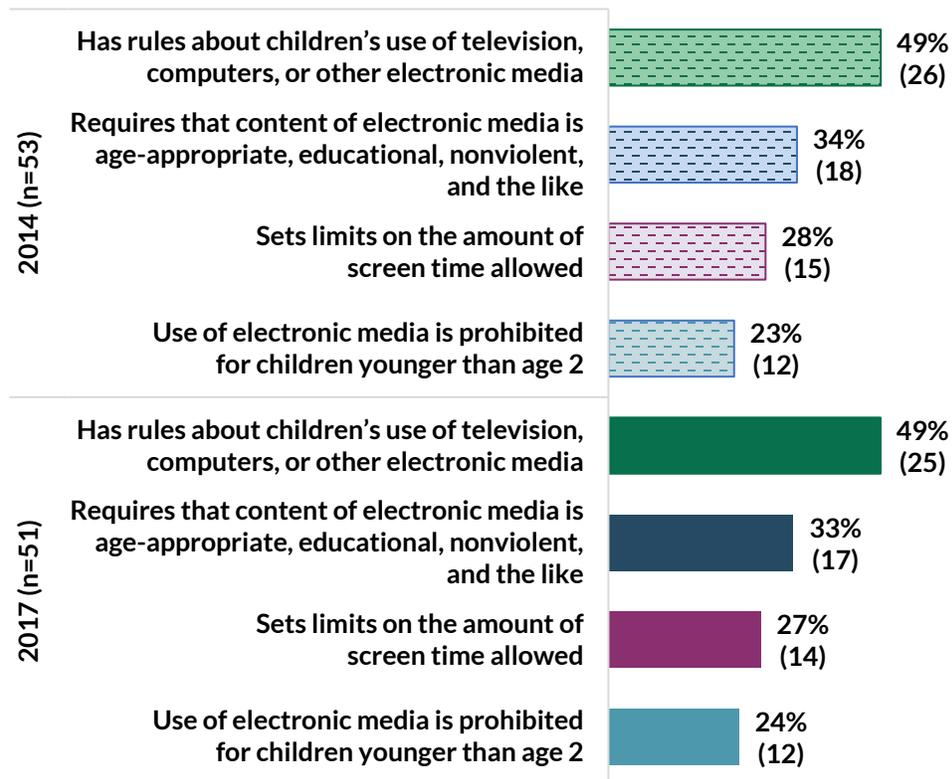 2014 (n=53)
Has rules about children’s use of television,
computers, or other electronic media
49%
(26)
Requires that content of electronic media is
age-appropriate, educational, nonviolent,
and the like
34%
(18)
Sets limits on the amount of
screen time allowed
28%
(15)
Use of electronic media is prohibited
for children younger than age 2
23%
(12)
2017 (n=51)
Has rules about children’s use of television,
computers, or other electronic media
49%
(25)
Requires that content of electronic media is
age-appropriate, educational, nonviolent,
and the like
33%
(17)
Sets limits on the amount of
screen time allowed
27%
(14)
Use of electronic media is prohibited
for children younger than age 2
24%
(12)